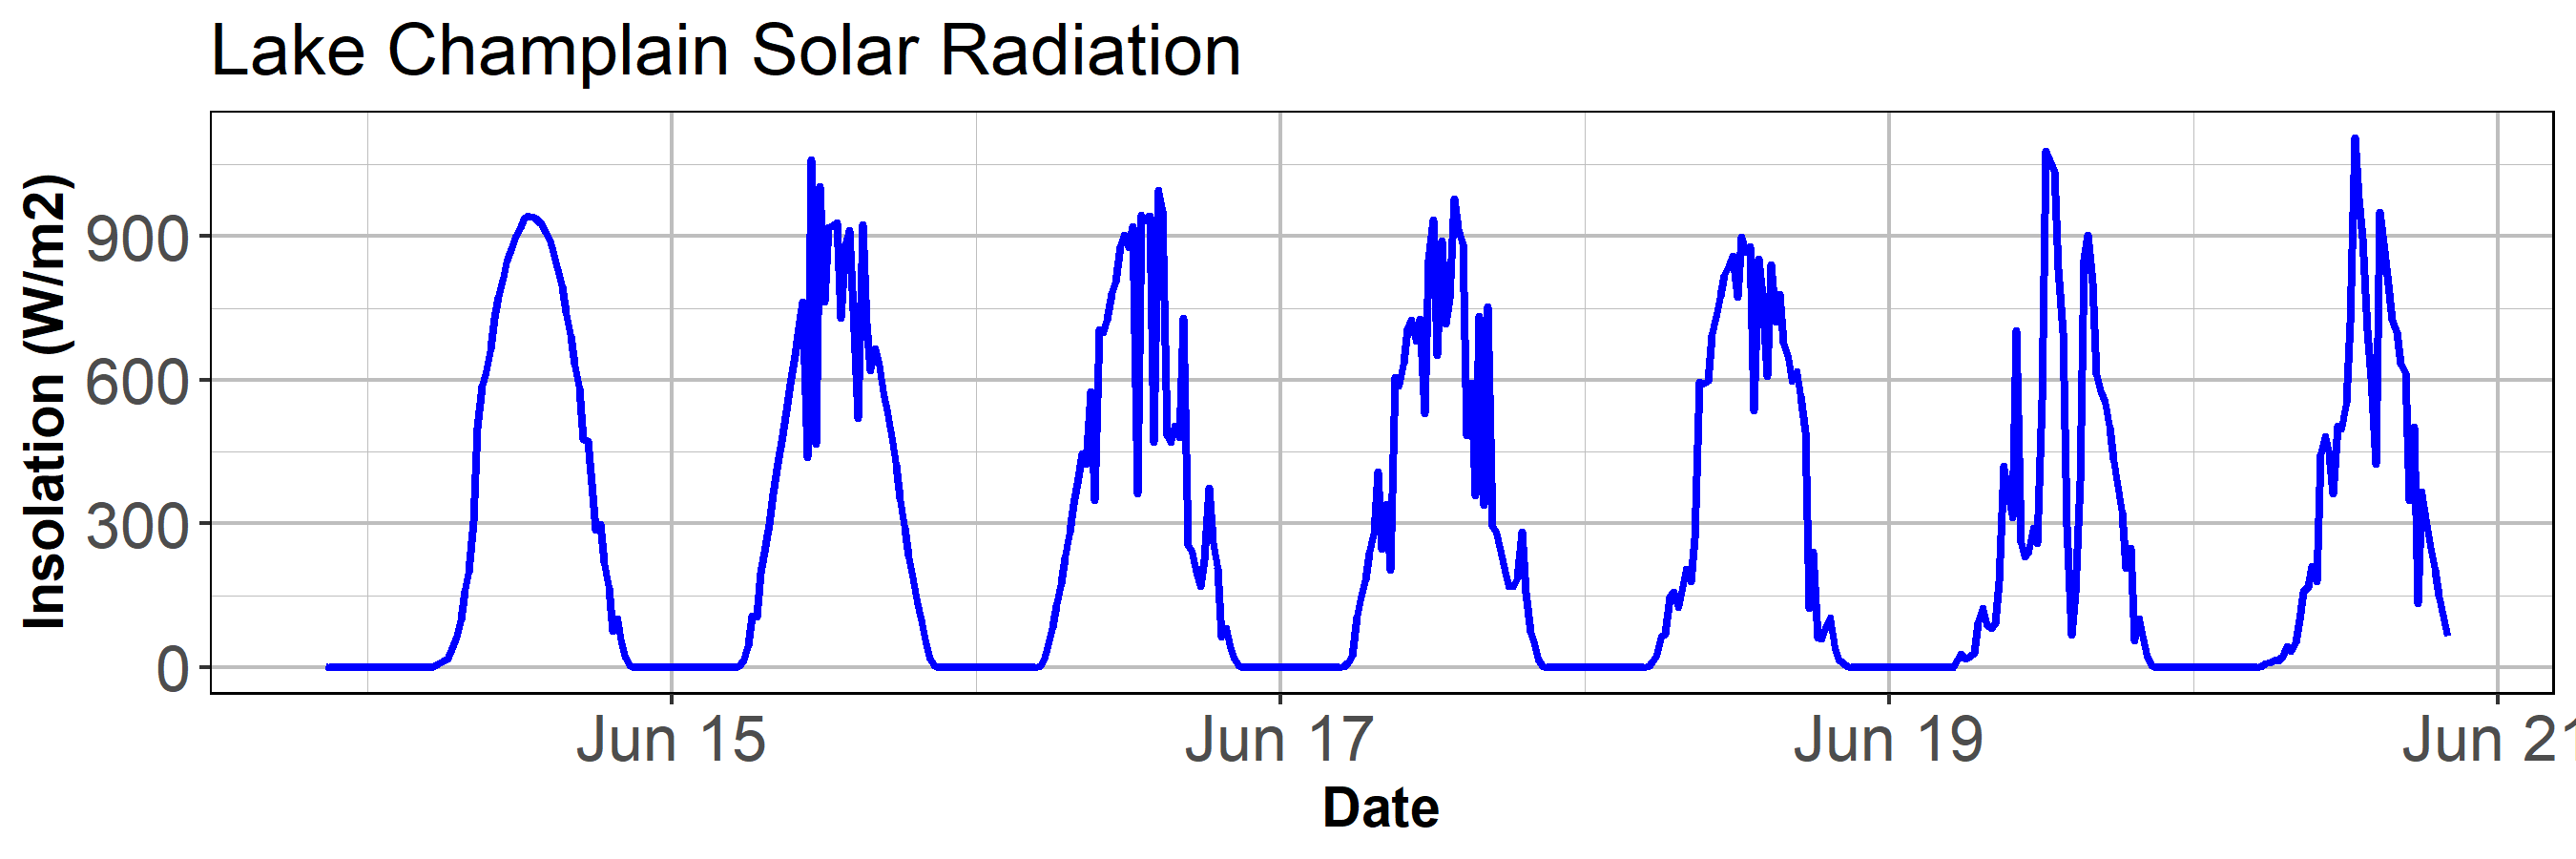 Lake Champlain Solar Radiation
Insolation (W/m2)
900
600
300
0
Jun 15
Jun 17
Jun 19
Jun 21
Date